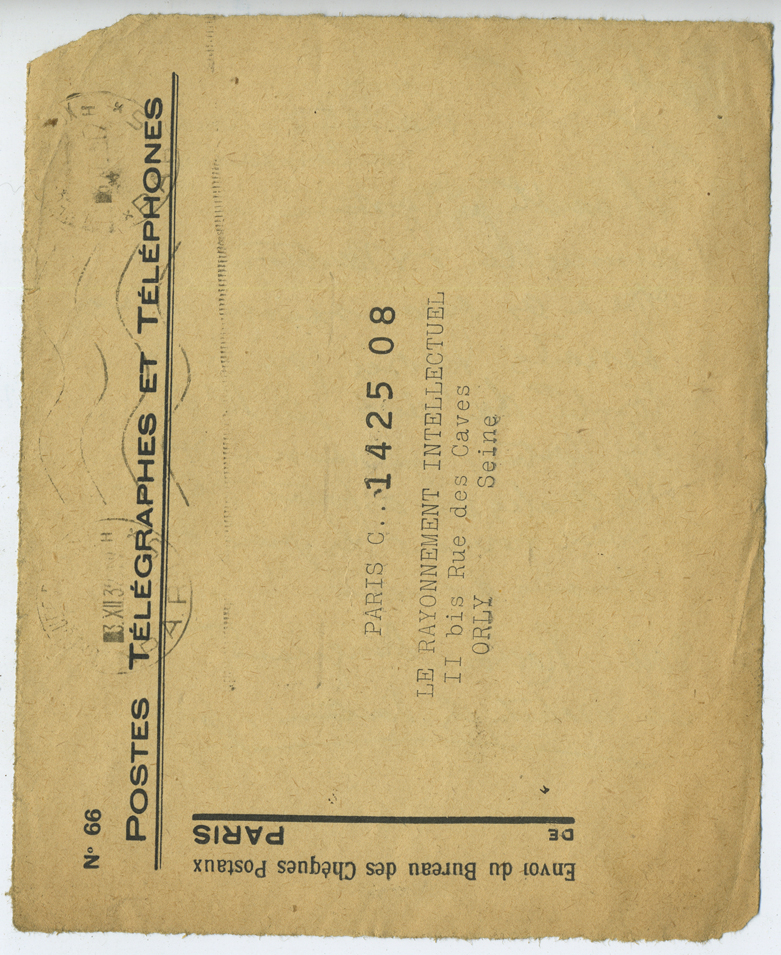 N° 66
POSTES TÉLÉGRAPHES ET TÉLÉPHONES
Envoi du Bureau des Chèques Postaux
DE PARIS
PARIS C..1425 08
LE RAYONNEMENT INTELLECTUEL
II bis Rue des Caves
ORLY Seine